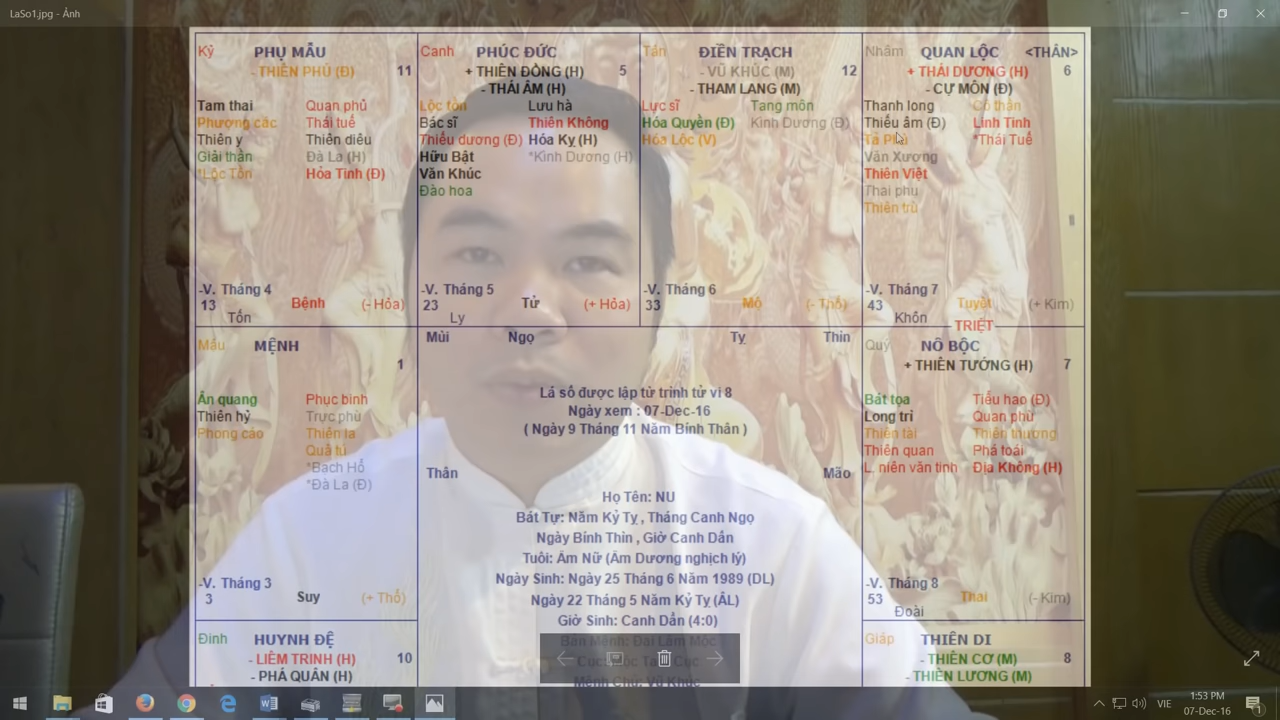 LaSo1.jpg - Ảnh
Kỷ PHỤ MẪU
- THIÊN PHỦ (Đ) 11
Tam thai Quan phủ
Phượng các Thái tuế
Thiên y Thiên diêu
Giải thần Đà La (H)
*Lộc Tồn Hỏa Tinh (Đ)
-V. Tháng 4
13 Bệnh (- Hỏa)
Tốn
Canh PHÚC ĐỨC
+ THIÊN ĐỒNG (H) 5
- THÁI ÂM (H)
Lộc tồn Lưu hà
Bác sĩ Thiên Không
Thiếu dương (Đ) Hóa Kỵ (H)
Hữu Bật *Kình Dương (H)
Văn Khúc
Đào hoa
-V. Tháng 5
23 Tử (+ Hỏa)
Ly
Tân ĐIỀN TRẠCH
- VŨ KHÚC (M) 12
- THAM LANG (M)
Lực sĩ Tang môn
Hóa Quyền (Đ) Kình Dương (Đ)
Hóa Lộc (V)
-V. Tháng 6
33 Mộ (- Thổ)
Nhâm QUAN LỘC <THÂN>
+ THÁI DƯƠNG (H) 6
- CỰ MÔN (Đ)
Thanh long Cô thần
Thiếu âm (Đ) Linh Tinh
Tả Phù *Thái Tuế
Văn Xương
Thiên Việt
Thai phụ
Thiên trù
-V. Tháng 7
43 Tuyệt (+ Kim)
Khôn
TRIỆT
Mậu MỆNH
1
Ân quang Phục binh
Thiên hỷ Trực phù
Phong cáo Thiên la
Quả tú
*Bạch Hổ
*Đà La (Đ)
-V. Tháng 3
3 Suy (+ Thổ)
Mùi Ngọ Tỵ Thìn
Lá số được lập từ trình tử vi 8
Ngày xem : 07-Dec-16
( Ngày 9 Tháng 11 Năm Bính Thân )
Thân Mão
Họ Tên: NU
Bát Tự: Năm Kỷ Tỵ , Tháng Canh Ngọ
Ngày Bính Thìn , Giờ Canh Dần
Tuổi: Âm Nữ (Âm Dương nghịch lý)
Ngày Sinh: Ngày 25 Tháng 6 Năm 1989 (DL)
Ngày 22 Tháng 5 Năm Kỷ Tỵ (ÂL)
Giờ Sinh: Canh Dần (4:0)
Bản Mệnh: Đại Lâm Mộc
Cục: Mộc Tam Cục
Mệnh Chủ: Vũ Khúc
Quý NÔ BỘC
+ THIÊN TƯỚNG (H) 7
Bát tọa Tiểu hao (Đ)
Long trì Quan phù
Thiên tài Thiên thương
Thiên quan Phá toái
L. niên văn tinh Địa Không (H)
-V. Tháng 8
53 Thai (- Kim)
Đoài
Đinh HUYNH ĐỆ
- LIÊM TRINH (H) 10
- PHÁ QUÂN (H)
Giáp THIÊN DI
- THIÊN CƠ (M) 8
- THIÊN LƯƠNG (M)
VIE
1:53 PM
07-Dec-16
1